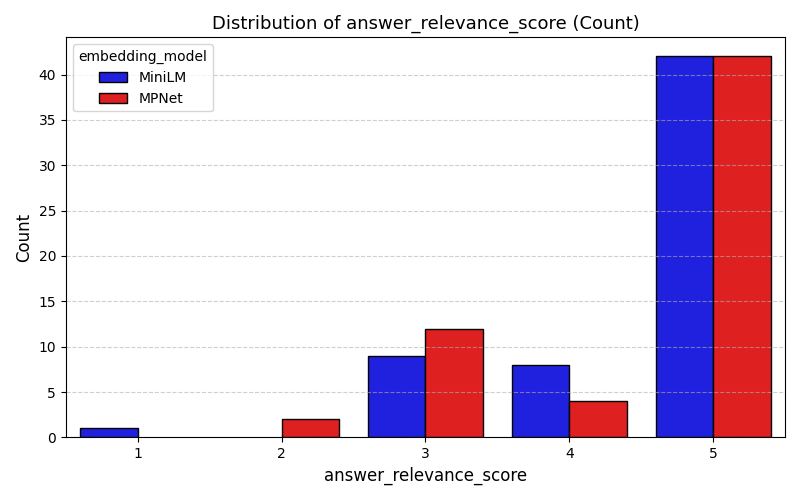 Distribution of answer_relevance_score (Count)
embedding_model
MiniLM
MPNet
Count
40
35
30
25
20
15
10
5
0
1 2 3 4 5
answer_relevance_score